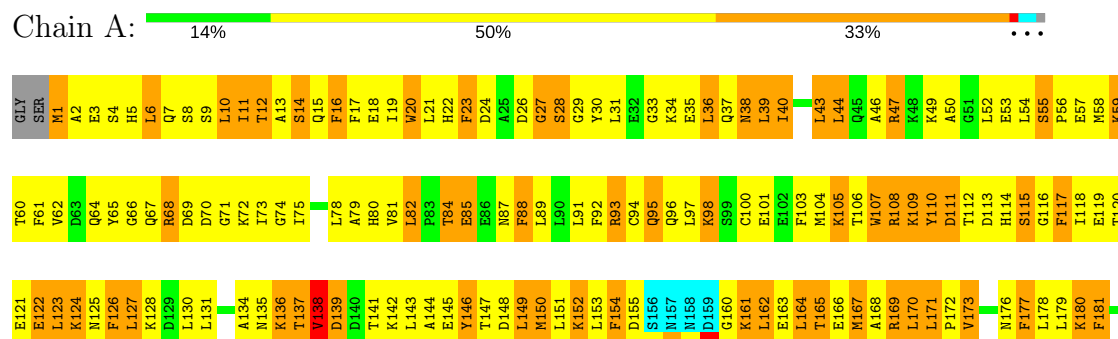 Chain A:
14% 50% 33% • • •
GLY SER M1 A2 E3 S4 H5 L6 Q7 S8 S9 L10 I11 T12 A13 S14 Q15 F16 F17 E18 I19 W20 L21 H22 F23 D24 A25 D26 G27 S28 G29 Y30 L31 E32 G33 K34 E35 L36 Q37 N38 L39 I40 L43 L44 Q45 A46 R47 K48 K49 A50 G51 L52 E53 L54 S55 P56 E57 M58 K59
T60 F61 V62 D63 Q64 Y65 G66 Q67 R68 D69 D70 G71 K72 I73 G74 I75 L78 A79 H80 V81 L82 P83 T84 E85 E86 N87 F88 L89 L90 L91 F92 R93 C94 Q95 Q96 L97 K98 S99 C100 E101 E102 F103 M104 K105 T106 W107 R108 K109 Y110 D111 T112 D113 H114 S115 G116 F117 I118 E119 T120
E121 E122 L123 K124 N125 F126 L127 K128 D129 L130 L131 A134 N135 K136 T137 V138 D139 D140 T141 K142 L143 A144 E145 Y146 T147 D148 L149 M150 L151 K152 L153 F154 D155 S156 N157 N158 D159 G160 K161 L162 E163 L164 T165 E166 M167 A168 R169 L170 L171 P172 V173 N176 F177 L178 L179 K180 F181